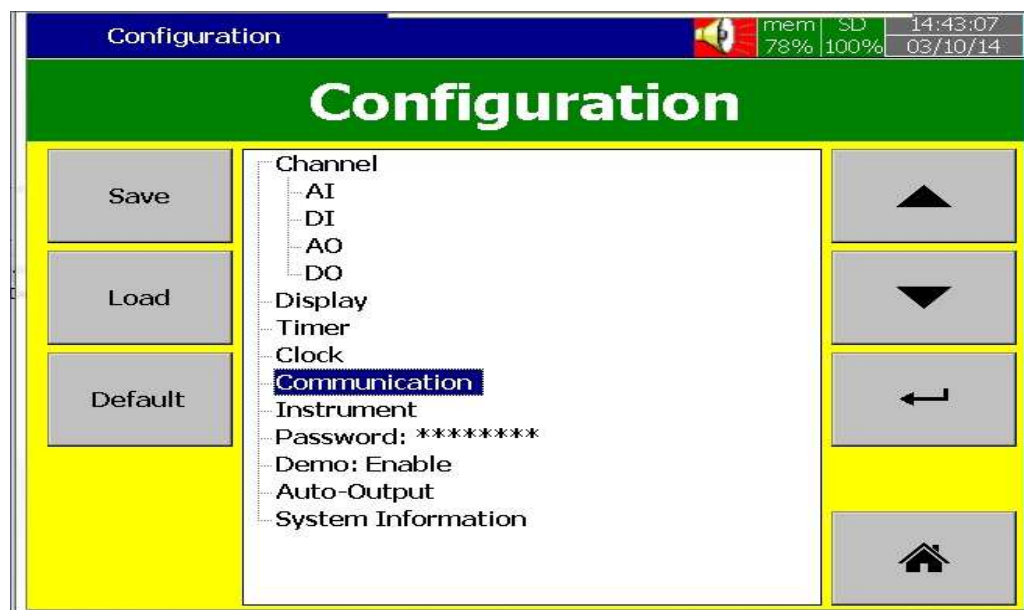 Configuration
mem SD 14:43:07
78% 100% 03/10/14
Configuration
Save
Load
Default
Channel
AI
DI
AO
DO
Display
Timer
Clock
Communication
Instrument
Password: ********
Demo: Enable
Auto-Output
System Information